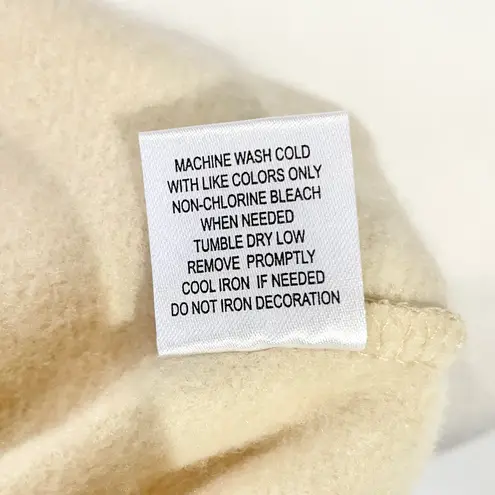 MACHINE WASH COLD
WITH LIKE COLORS ONLY
NON-CHLORINE BLEACH
WHEN NEEDED
TUMBLE DRY LOW
REMOVE PROMPTLY
COOL IRON IF NEEDED
DO NOT IRON DECORATION